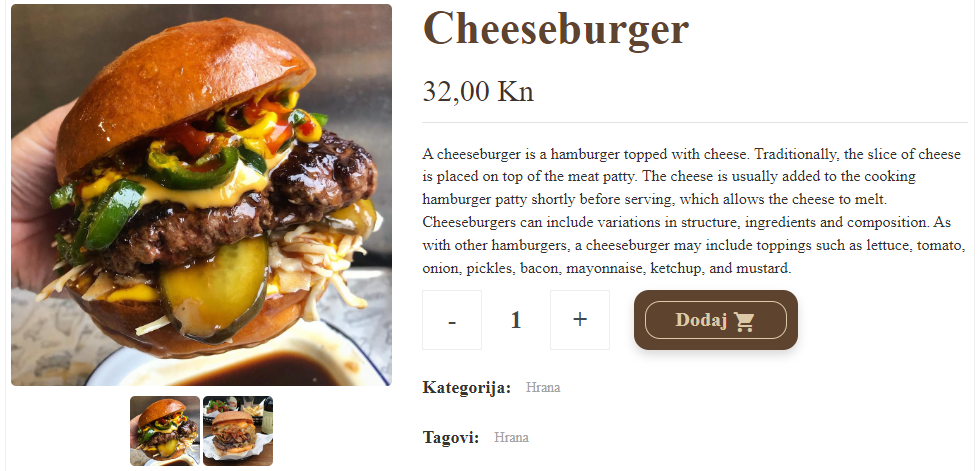 Cheeseburger
32,00 Kn
A cheeseburger is a hamburger topped with cheese. Traditionally, the slice of cheese
is placed on top of the meat patty. The cheese is usually added to the cooking
hamburger patty shortly before serving, which allows the cheese to melt.
Cheeseburgers can include variations in structure, ingredients and composition. As
with other hamburgers, a cheeseburger may include toppings such as lettuce, tomato,
onion, pickles, bacon, mayonnaise, ketchup, and mustard.
- 1 + Dodaj
Kategorija: Hrana
Tagovi: Hrana